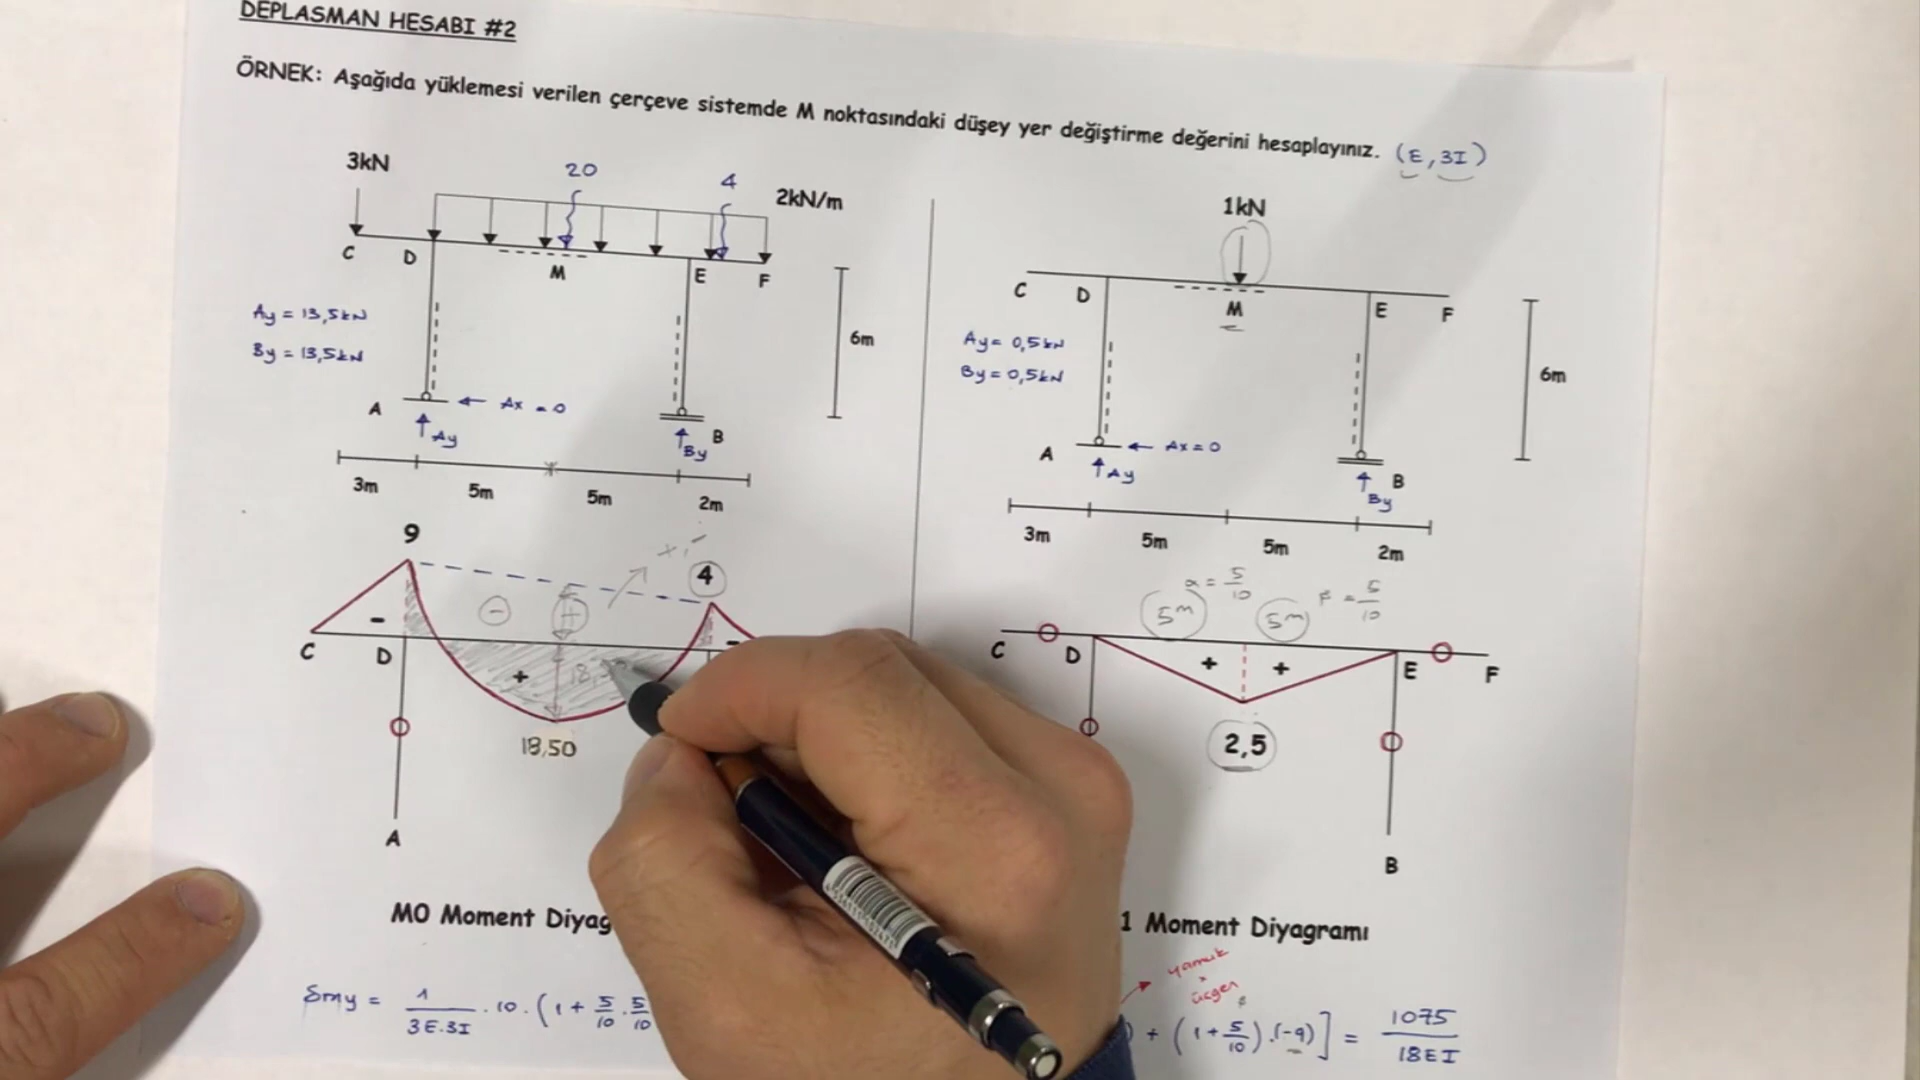 DEPLASMAN HESABI #2
ÖRNEK: Aşağıda yüklemesi verilen çerçeve sistemde M noktasındaki düşey yer değiştirme değerini hesaplayınız. (E, 3I)
3kN
20
4
2kN/m
C
D
M
E
F
Ay = 13,5kN
By = 13,5kN
6m
A
← Ax = 0
↑Ay
↑By
B
3m
5m
5m
2m
1kN
C
D
M
E
F
Ay = 0,5kN
By = 0,5kN
6m
A
← Ax = 0
↑Ay
↑By
B
3m
5m
5m
2m
9
4
-
-
+
-
C
D
+
18,50
A
α = 5/10
β = 5/10
5m
5m
C
D
+
+
E
F
2,5
B
M0 Moment Diyag
1 Moment Diyagramı
yamuk
x
üçgen
δmy = 1/3E.3I . 10 . (1 + 5/10 . 5/10
) + (1 + 5/10) . (-9)] = 1075/18EI